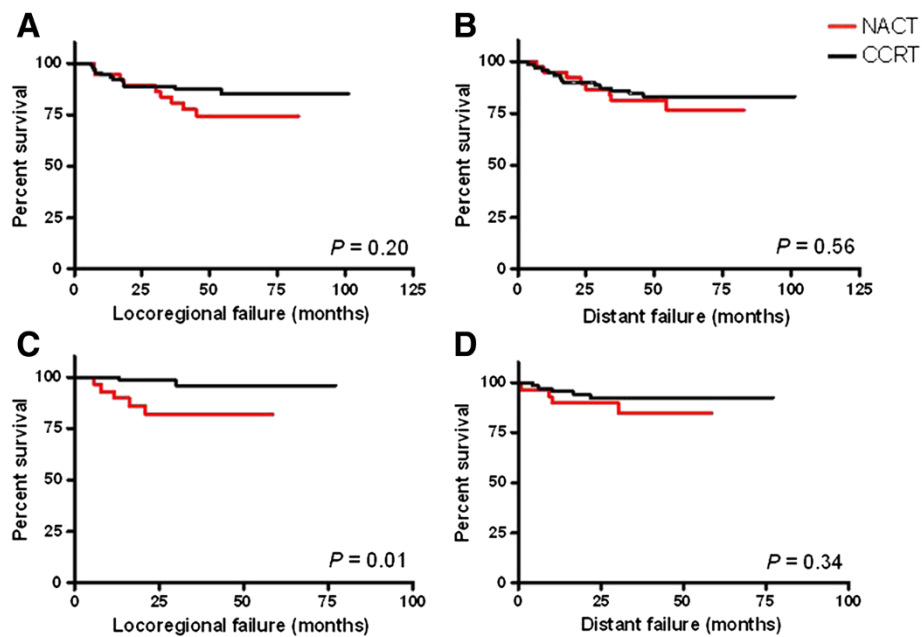 A
B
NACT
CCRT
Percent survival
100
75
50
25
0
P = 0.20
0 25 50 75 100 125
Locoregional failure (months)
Percent survival
100
75
50
25
0
P = 0.56
0 25 50 75 100 125
Distant failure (months)
C
D
Percent survival
100
75
50
25
0
P = 0.01
0 25 50 75 100
Locoregional failure (months)
Percent survival
100
75
50
25
0
P = 0.34
0 25 50 75 100
Distant failure (months)